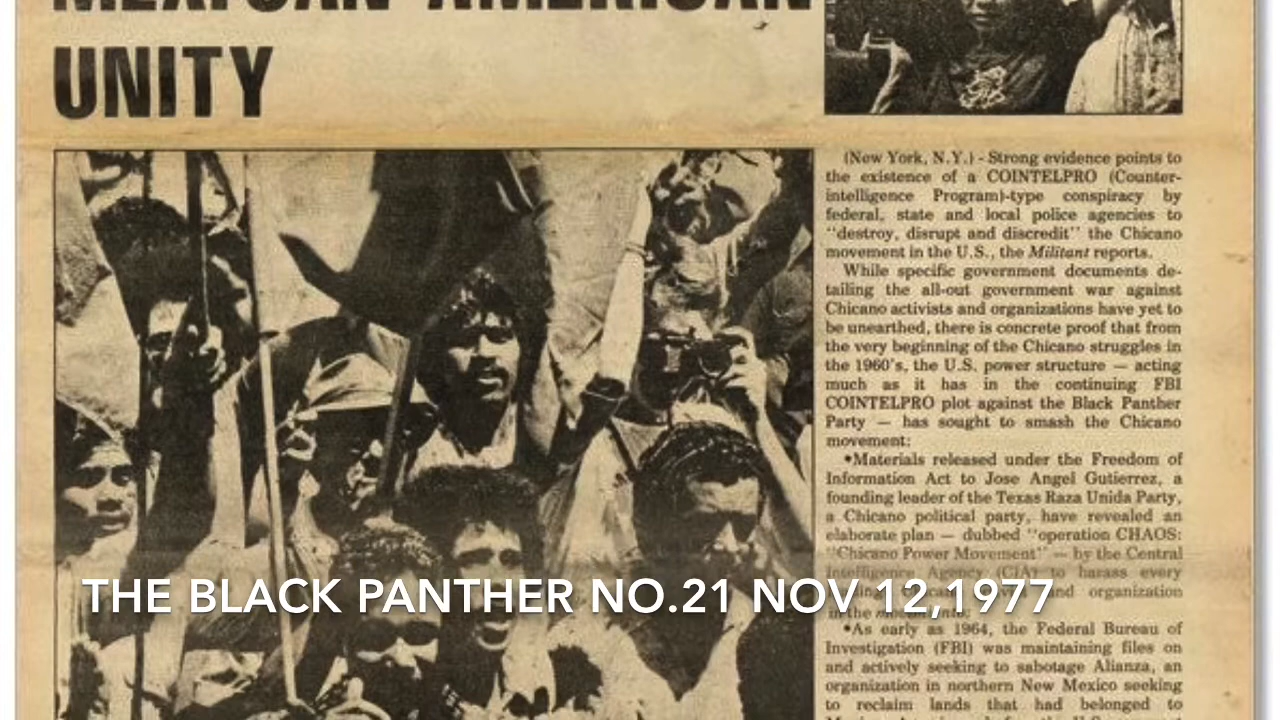 MEXICAN-AMERICAN
UNITY
(New York, N.Y.) - Strong evidence points to
the existence of a COINTELPRO (Counter-
intelligence Program)-type conspiracy by
federal, state and local police agencies to
"destroy, disrupt and discredit" the Chicano
movement in the U.S., the Militant reports.
While specific government documents de-
tailing the all-out government war against
Chicano activists and organizations have yet to
be unearthed, there is concrete proof that from
the very beginning of the Chicano struggles in
the 1960's, the U.S. power structure — acting
much as it has in the continuing FBI
COINTELPRO plot against the Black Panther
Party — has sought to smash the Chicano
movement:
•Materials released under the Freedom of
Information Act to Jose Angel Gutierrez, a
founding leader of the Texas Raza Unida Party,
a Chicano political party, have revealed an
elaborate plan — dubbed "operation CHAOS:
"Chicano Power Movement" — by the Central
Intelligence Agency (CIA) to harass every
and organization
in the
•As early as 1964, the Federal Bureau of
Investigation (FBI) was maintaining files on
and actively seeking to sabotage Alianza, an
organization in northern New Mexico seeking
to reclaim lands that had belonged to
THE BLACK PANTHER NO.21 NOV 12,1977